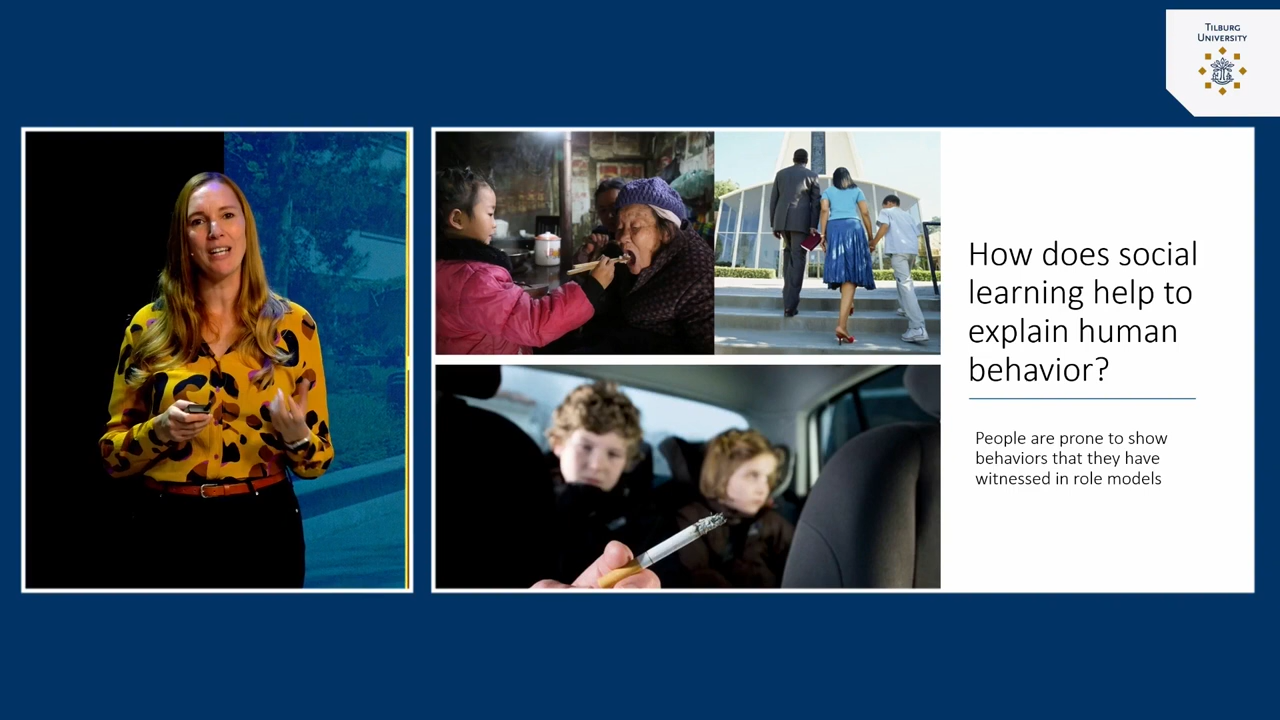 TILBURG
UNIVERSITY
How does social
learning help to
explain human
behavior?
People are prone to show
behaviors that they have
witnessed in role models